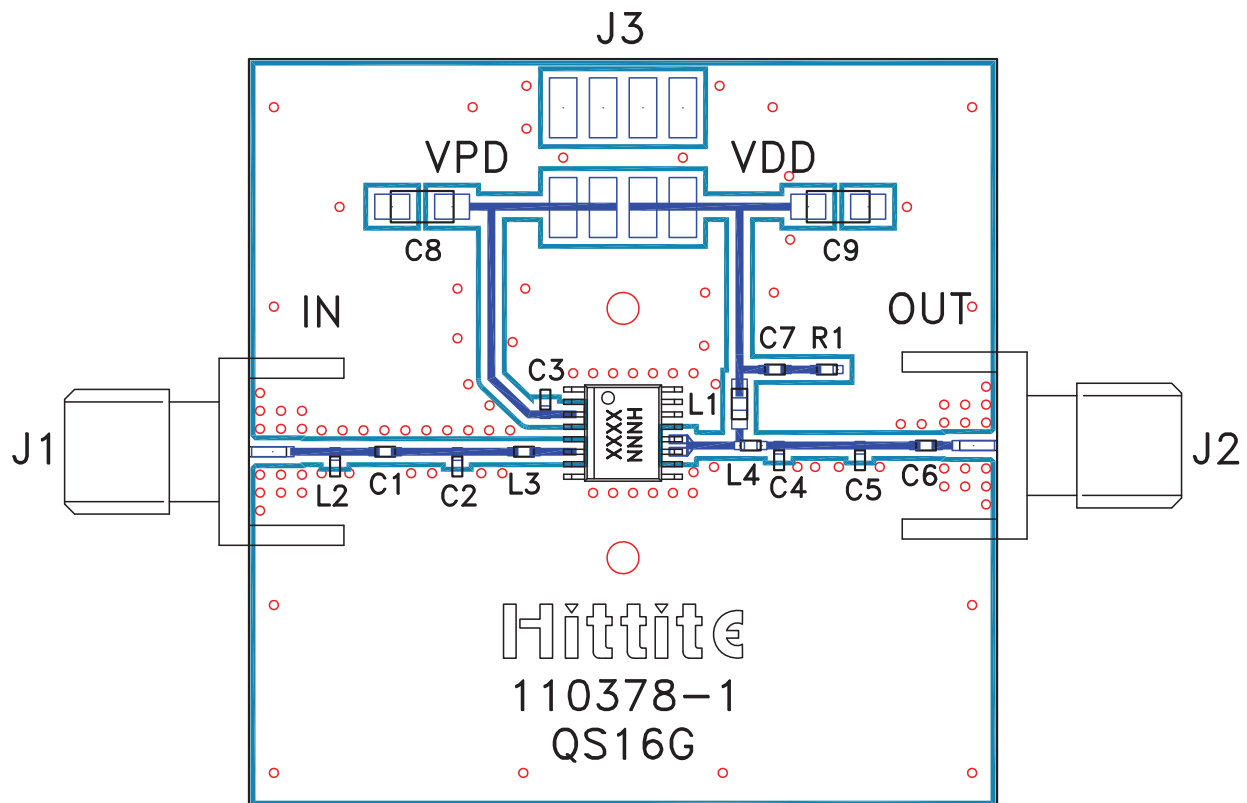 J3
VPD
VDD
C8
C9
IN
OUT
C7 R1
C3
L1
HNNN
XXXX
J1
J2
L2
C1
C2
L3
L4
C4
C5
C6
Hittite
110378-1
QS16G